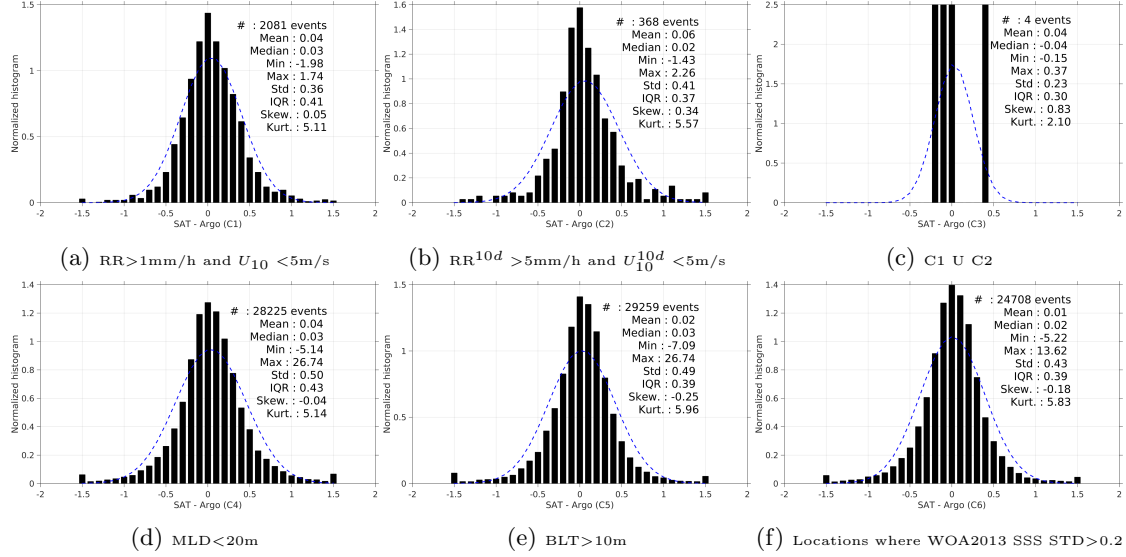 #  : 2081 events
Mean : 0.04
Median : 0.03
Min : -1.98
Max : 1.74
Std : 0.36
IQR : 0.41
Skew. : 0.05
Kurt. : 5.11
Normalized histogram
0
0.5
1
1.5
-2
-1.5
-1
-0.5
0
0.5
1
1.5
2
SAT - Argo (C1)
(a) RR>1mm/h and U10 <5m/s
#  : 368 events
Mean : 0.06
Median : 0.02
Min : -1.43
Max : 2.26
Std : 0.41
IQR : 0.37
Skew. : 0.34
Kurt. : 5.57
Normalized histogram
0
0.2
0.4
0.6
0.8
1
1.2
1.4
1.6
-2
-1.5
-1
-0.5
0
0.5
1
1.5
2
SAT - Argo (C2)
(b) RR10d >5mm/h and U10 10d <5m/s
#  : 4 events
Mean : 0.04
Median : -0.04
Min : -0.15
Max : 0.37
Std : 0.23
IQR : 0.30
Skew. : 0.83
Kurt. : 2.10
Normalized histogram
0
0.5
1
1.5
2
2.5
-2
-1.5
-1
-0.5
0
0.5
1
1.5
2
SAT - Argo (C3)
(c) C1 U C2
#  : 28225 events
Mean : 0.04
Median : 0.03
Min : -5.14
Max : 26.74
Std : 0.50
IQR : 0.43
Skew. : -0.04
Kurt. : 5.14
Normalized histogram
0
0.2
0.4
0.6
0.8
1
1.2
1.4
-2
-1.5
-1
-0.5
0
0.5
1
1.5
2
SAT - Argo (C4)
(d) MLD<20m
#  : 29259 events
Mean : 0.02
Median : 0.03
Min : -7.09
Max : 26.74
Std : 0.49
IQR : 0.39
Skew. : -0.25
Kurt. : 5.96
Normalized histogram
0
0.5
1
1.5
-2
-1.5
-1
-0.5
0
0.5
1
1.5
2
SAT - Argo (C5)
(e) BLT>10m
#  : 24708 events
Mean : 0.01
Median : 0.02
Min : -5.22
Max : 13.62
Std : 0.43
IQR : 0.39
Skew. : -0.18
Kurt. : 5.83
Normalized histogram
0
0.2
0.4
0.6
0.8
1
1.2
1.4
-2
-1.5
-1
-0.5
0
0.5
1
1.5
2
SAT - Argo (C6)
(f) Locations where WOA2013 SSS STD>0.2